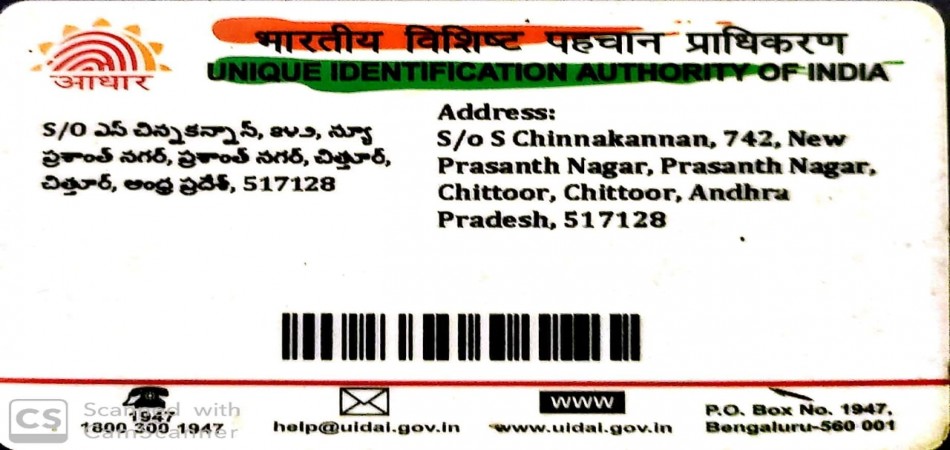 भारतीय विशिष्ट पहचान प्राधिकरण
UNIQUE IDENTIFICATION AUTHORITY OF INDIA
आधार
S/O ఎస్ చిన్నకన్నాన్, ౭౪౨, న్యూ
ప్రశాంత్ నగర్, ప్రశాంత్ నగర్, చిత్తూర్,
చిత్తూర్, ఆంధ్ర ప్రదేశ్, 517128
Address:
S/o S Chinnakannan, 742, New
Prasanth Nagar, Prasanth Nagar,
Chittoor, Chittoor, Andhra
Pradesh, 517128
1947
1800 300 1947
help@uidai.gov.in
WWW
www.uidai.gov.in
P.O. Box No. 1947,
Bengaluru-560 001
CS
Scanned with
CamScanner